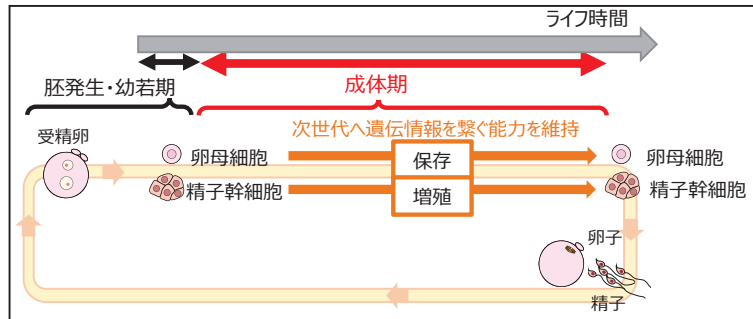 ライフ時間
胚発生・幼若期
成体期
次世代へ遺伝情報を繋ぐ能力を維持
受精卵
卵母細胞
保存
卵母細胞
精子幹細胞
増殖
精子幹細胞
卵子
精子